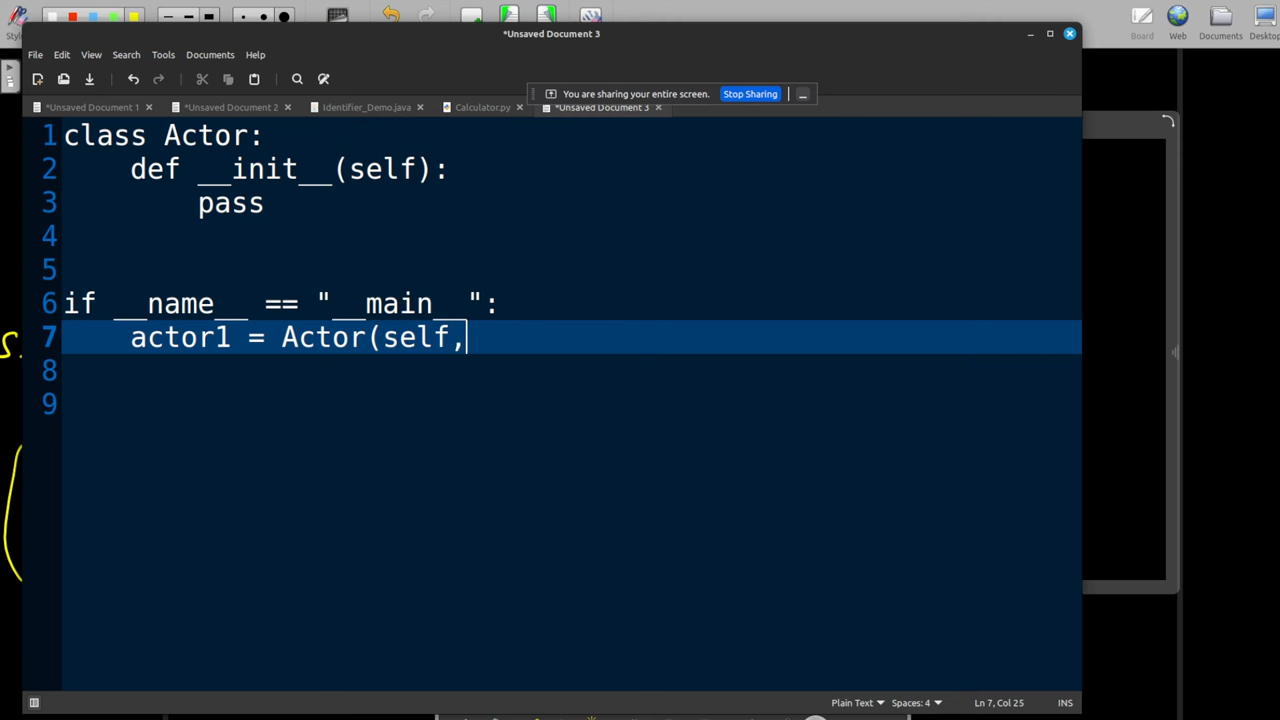 Board Web Documents Desktop
*Unsaved Document 3
File Edit View Search Tools Documents Help
You are sharing your entire screen. Stop Sharing
*Unsaved Document 1 *Unsaved Document 2 Identifier_Demo.java Calculator.py *Unsaved Document 3
1 class Actor:
2 def __init__(self):
3 pass
4
5
6 if __name__ == "__main__":
7 actor1 = Actor(self,
8
9
Plain Text Spaces: 4 Ln 7, Col 25 INS